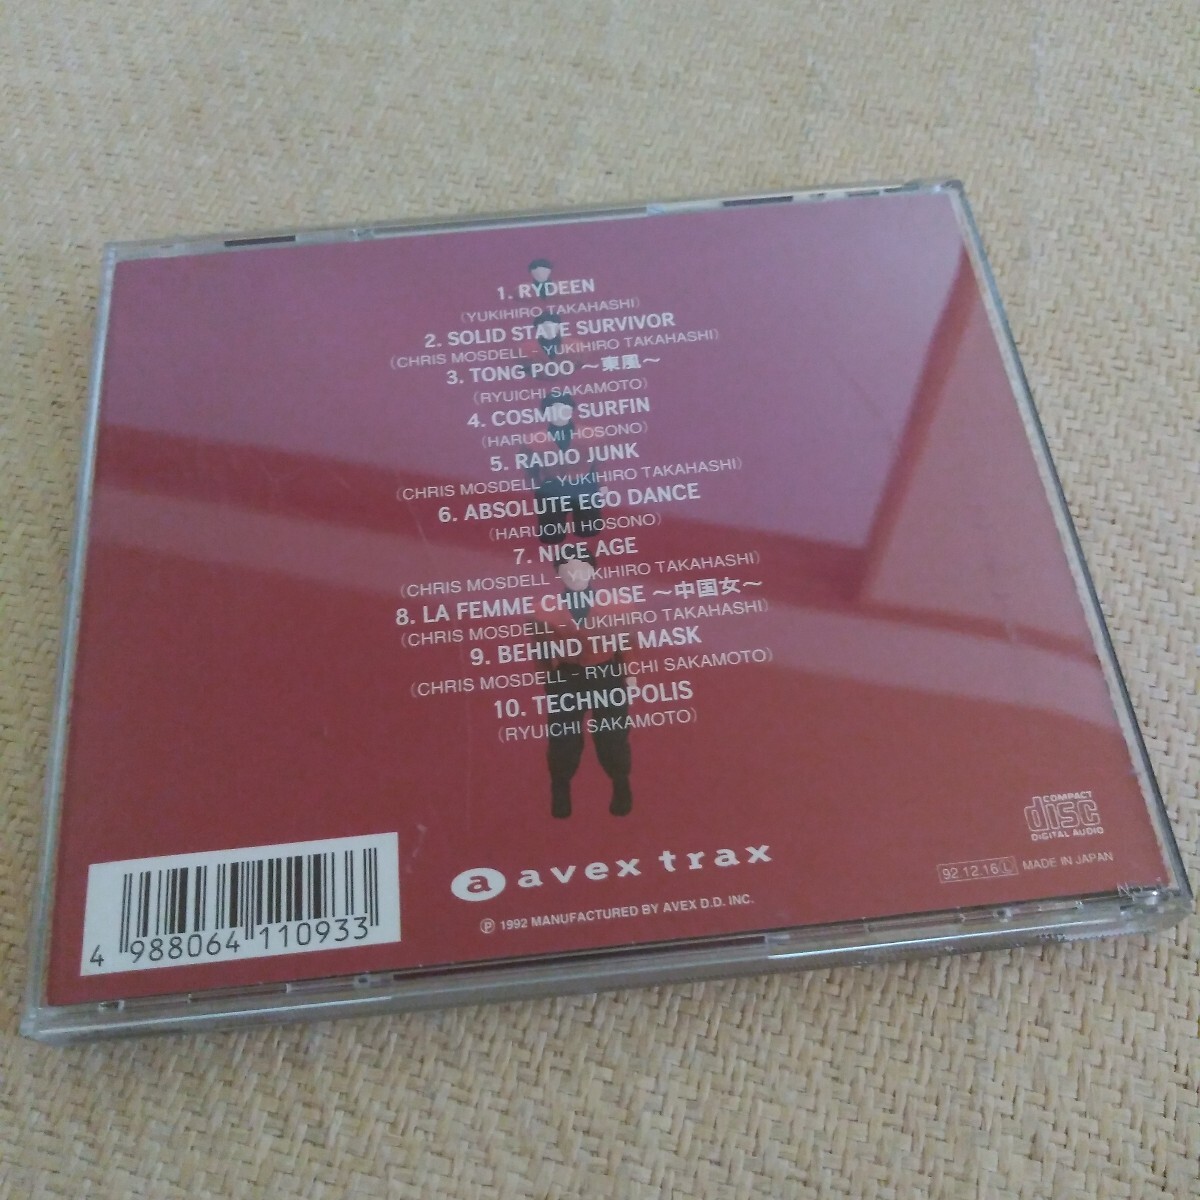 1. RYDEEN
(YUKIHIRO TAKAHASHI)
2. SOLID STATE SURVIVOR
(CHRIS MOSDELL - YUKIHIRO TAKAHASHI)
3. TONG POO ～東風～
(RYUICHI SAKAMOTO)
4. COSMIC SURFIN
(HARUOMI HOSONO)
5. RADIO JUNK
(CHRIS MOSDELL - YUKIHIRO TAKAHASHI)
6. ABSOLUTE EGO DANCE
(HARUOMI HOSONO)
7. NICE AGE
(CHRIS MOSDELL - YUKIHIRO TAKAHASHI)
8. LA FEMME CHINOISE ～中国女～
(CHRIS MOSDELL - YUKIHIRO TAKAHASHI)
9. BEHIND THE MASK
(CHRIS MOSDELL - RYUICHI SAKAMOTO)
10. TECHNOPOLIS
(RYUICHI SAKAMOTO)
4 988064 110933
a avex trax
Ⓟ 1992 MANUFACTURED BY AVEX D.D. INC.
COMPACT
disc
DIGITAL AUDIO
92.12.16 L MADE IN JAPAN